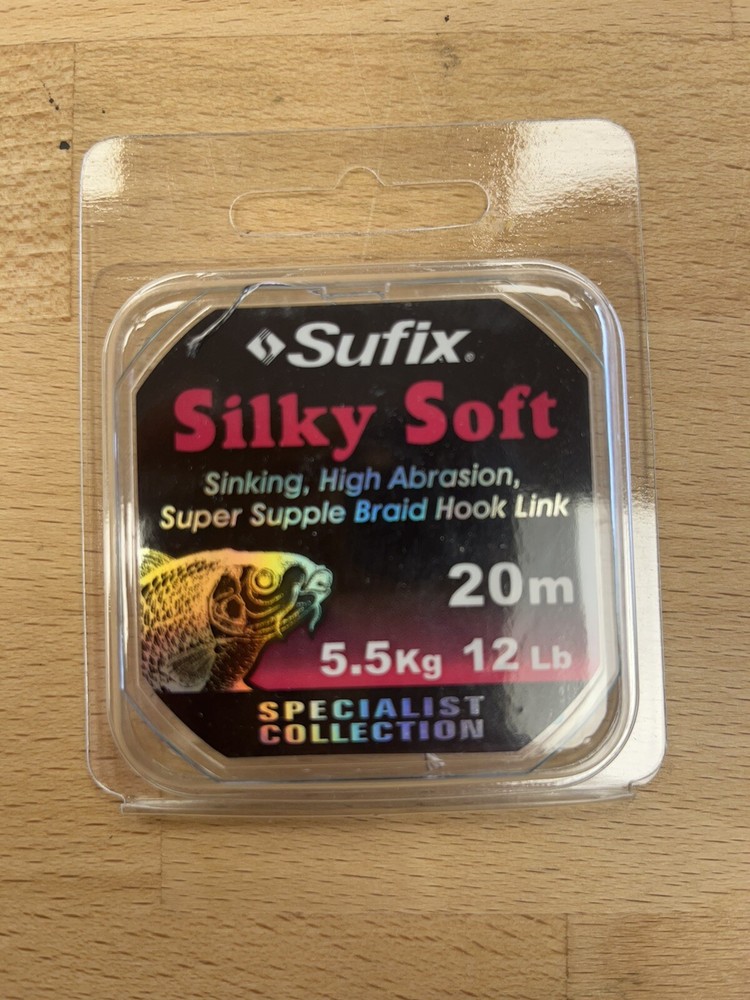 Sufix®
Silky Soft
Sinking, High Abrasion,
Super Supple Braid Hook Link
20m
5.5Kg 12 Lb
SPECIALIST
COLLECTION